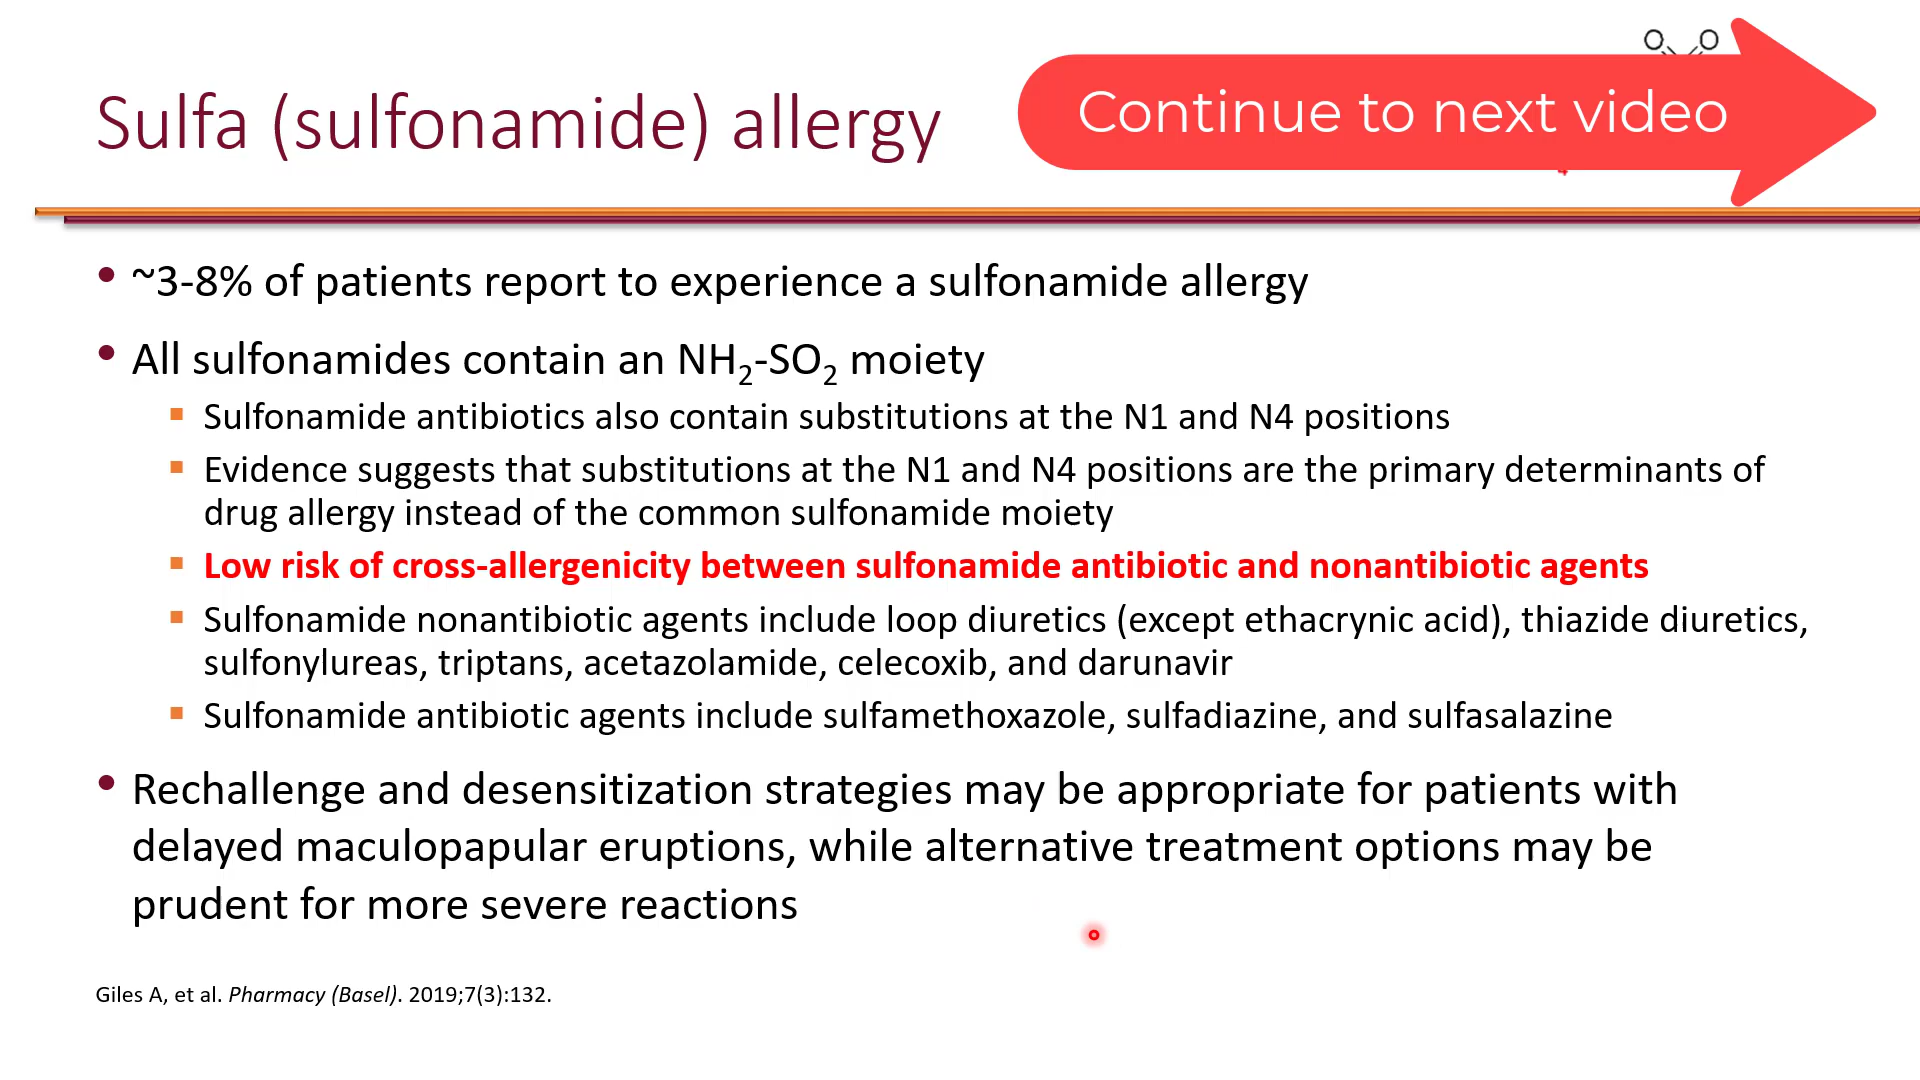 O O
Continue to next video
Sulfa (sulfonamide) allergy
4
• ~3-8% of patients report to experience a sulfonamide allergy
• All sulfonamides contain an NH2-SO2 moiety
▪ Sulfonamide antibiotics also contain substitutions at the N1 and N4 positions
▪ Evidence suggests that substitutions at the N1 and N4 positions are the primary determinants of
drug allergy instead of the common sulfonamide moiety
▪ Low risk of cross-allergenicity between sulfonamide antibiotic and nonantibiotic agents
▪ Sulfonamide nonantibiotic agents include loop diuretics (except ethacrynic acid), thiazide diuretics,
sulfonylureas, triptans, acetazolamide, celecoxib, and darunavir
▪ Sulfonamide antibiotic agents include sulfamethoxazole, sulfadiazine, and sulfasalazine
• Rechallenge and desensitization strategies may be appropriate for patients with
delayed maculopapular eruptions, while alternative treatment options may be
prudent for more severe reactions
Giles A, et al. Pharmacy (Basel). 2019;7(3):132.